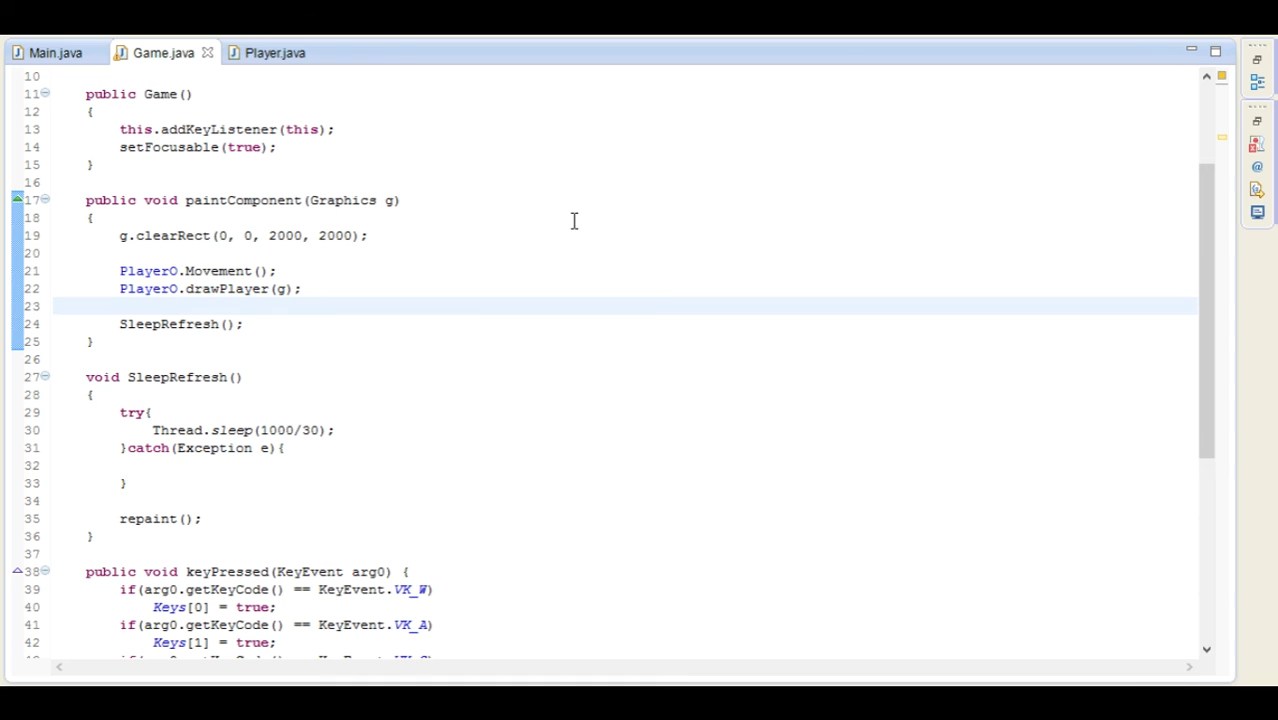 Main.java Game.java Player.java
10
11 public Game()
12 {
13 this.addKeyListener(this);
14 setFocusable(true);
15 }
16
17 public void paintComponent(Graphics g)
18 {
19 g.clearRect(0, 0, 2000, 2000);
20
21 PlayerO.Movement();
22 PlayerO.drawPlayer(g);
23
24 SleepRefresh();
25 }
26
27 void SleepRefresh()
28 {
29 try{
30 Thread.sleep(1000/30);
31 }catch(Exception e){
32
33 }
34
35 repaint();
36 }
37
38 public void keyPressed(KeyEvent arg0) {
39 if(arg0.getKeyCode() == KeyEvent.VK_W)
40 Keys[0] = true;
41 if(arg0.getKeyCode() == KeyEvent.VK_A)
42 Keys[1] = true;